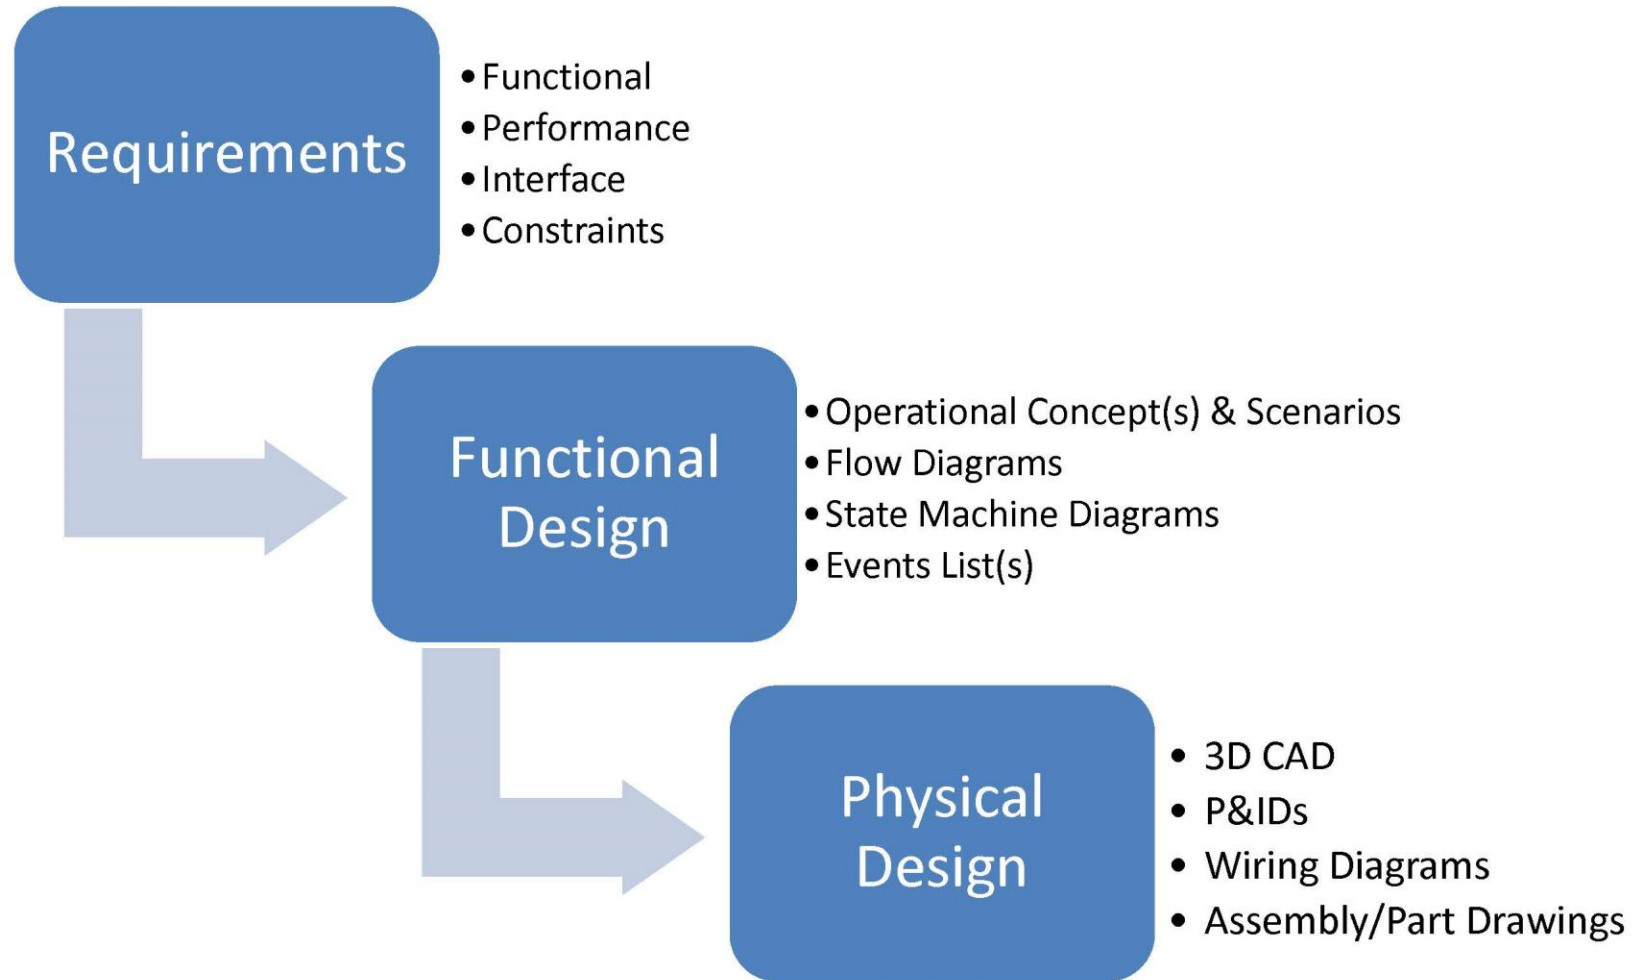 Requirements
• Functional
• Performance
• Interface
• Constraints
Functional
Design
• Operational Concept(s) & Scenarios
• Flow Diagrams
• State Machine Diagrams
• Events List(s)
Physical
Design
• 3D CAD
• P&IDs
• Wiring Diagrams
• Assembly/Part Drawings